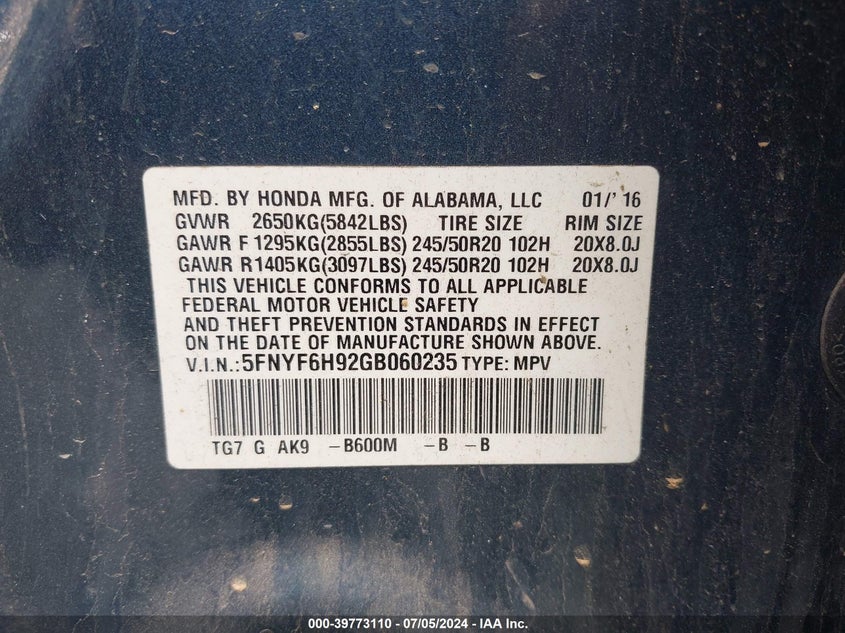 MFD. BY HONDA MFG. OF ALABAMA, LLC 01/' 16
GVWR 2650KG(5842LBS) TIRE SIZE RIM SIZE
GAWR F 1295KG(2855LBS) 245/50R20 102H 20X8.0J
GAWR R1405KG(3097LBS) 245/50R20 102H 20X8.0J
THIS VEHICLE CONFORMS TO ALL APPLICABLE
FEDERAL MOTOR VEHICLE SAFETY
AND THEFT PREVENTION STANDARDS IN EFFECT
ON THE DATE OF MANUFACTURE SHOWN ABOVE.
V.I.N.:5FNYF6H92GB060235 TYPE: MPV
TG7 G AK9 -B600M -B -B
000-39773110 - 07/05/2024 - IAA Inc.